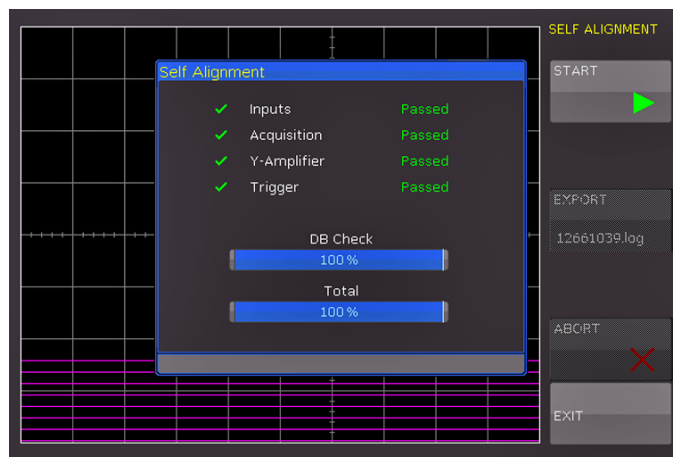 SELF ALIGNMENT
Self Alignment
START
Inputs Passed
Acquisition Passed
Y-Amplifier Passed
Trigger Passed
EXPORT
12661039.log
DB Check
100 %
Total
100 %
ABORT
EXIT